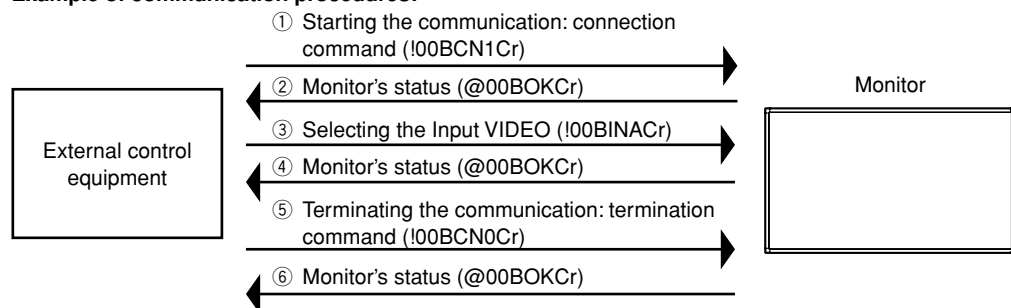 Example of communication procedures:
① Starting the communication: connection
command (!00BCN1Cr)
② Monitor's status (@00BOKCr)
Monitor
③ Selecting the Input VIDEO (!00BINACr)
External control
equipment
④ Monitor's status (@00BOKCr)
⑤ Terminating the communication: termination
command (!00BCN0Cr)
⑥ Monitor's status (@00BOKCr)